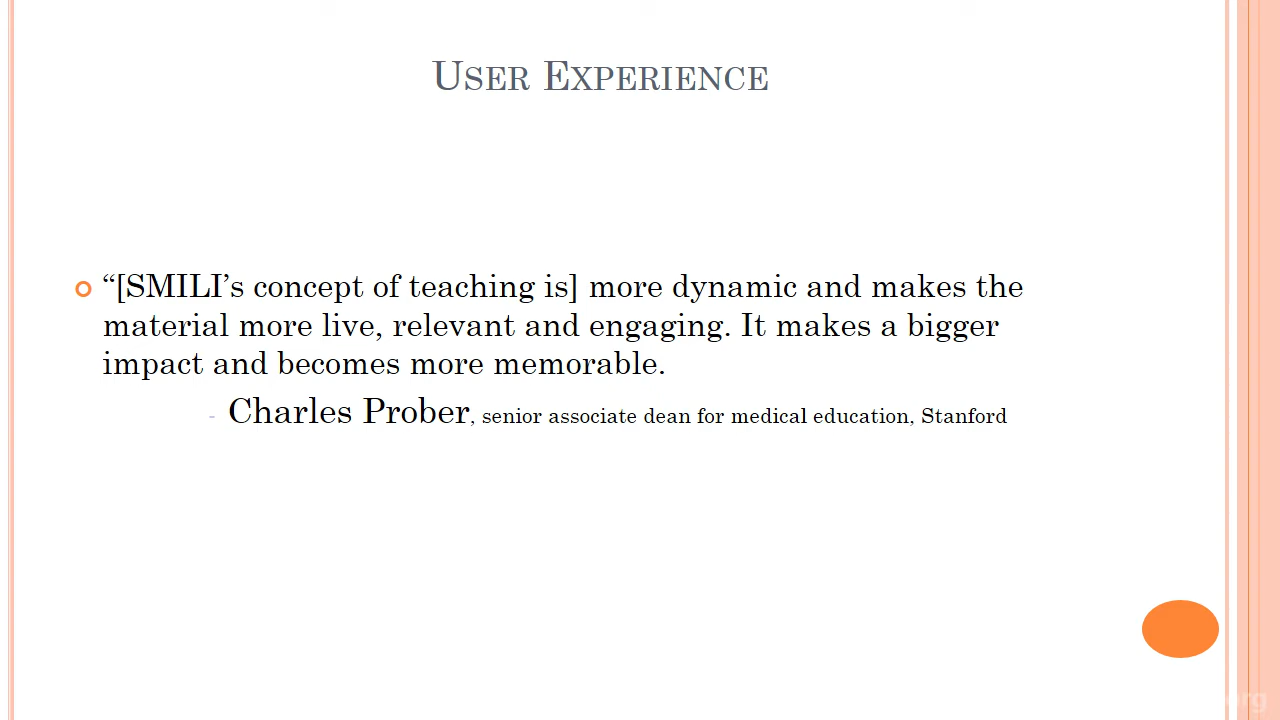 User Experience
“[SMILI’s concept of teaching is] more dynamic and makes the
material more live, relevant and engaging. It makes a bigger
impact and becomes more memorable.
- Charles Prober, senior associate dean for medical education, Stanford